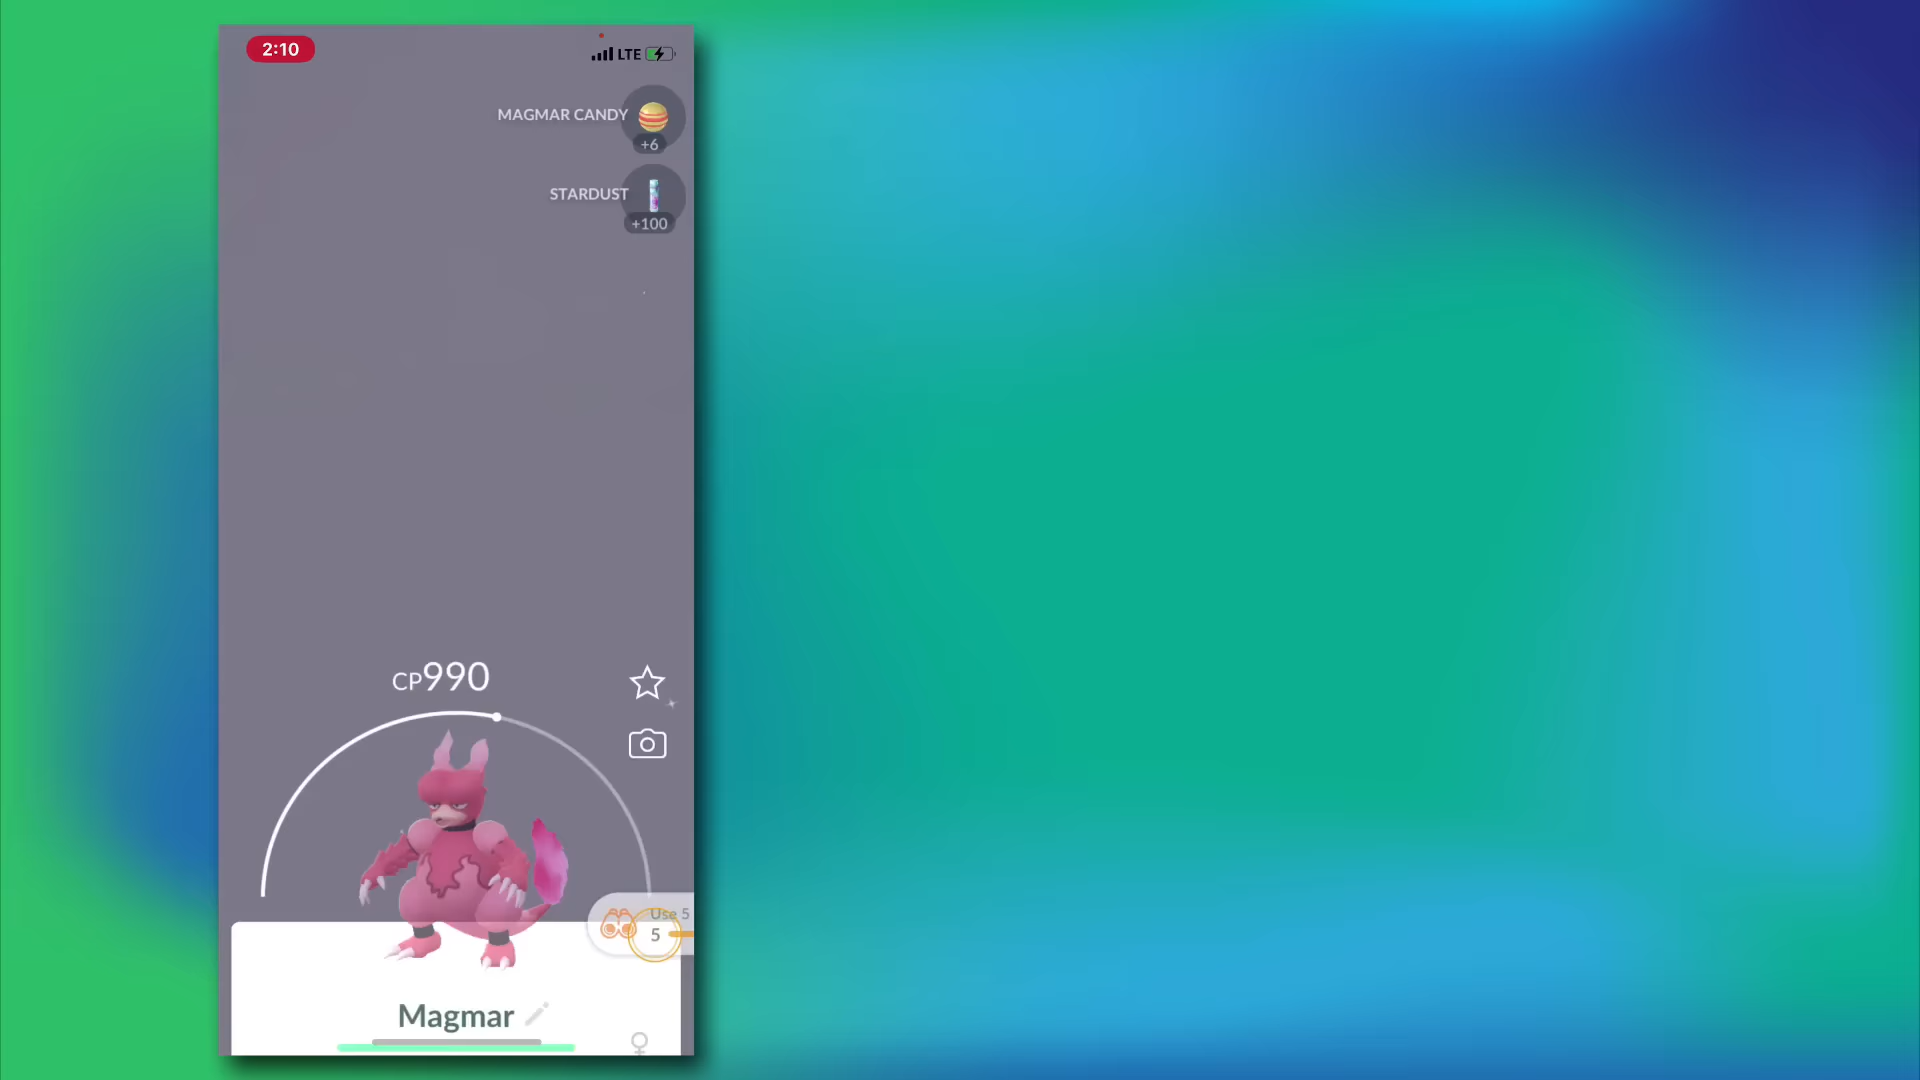 2:10
LTE
MAGMAR CANDY
+6
STARDUST
+100
CP990
Use 5
5
Magmar